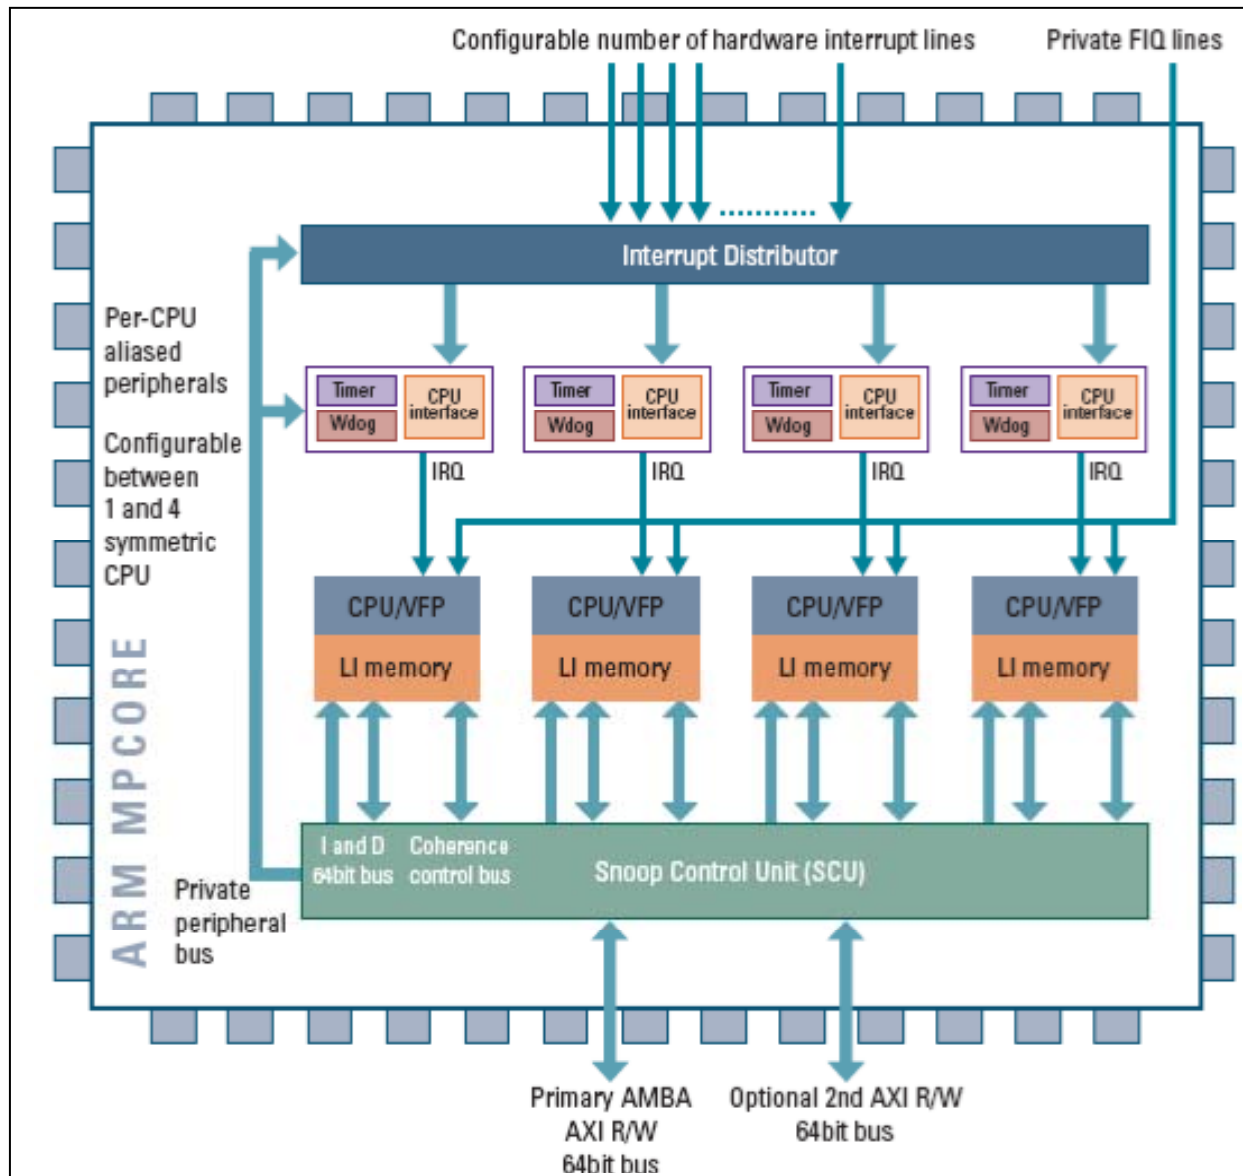 Configurable number of hardware interrupt lines
Private FIQ lines
Interrupt Distributor
Per-CPU
aliased
peripherals
Configurable
between
1 and 4
symmetric
CPU
Timer
Wdog
CPU
interface
Timer
Wdog
CPU
interface
Timer
Wdog
CPU
interface
Timer
Wdog
CPU
interface
IRQ
IRQ
IRQ
IRQ
CPU/VFP
LI memory
CPU/VFP
LI memory
CPU/VFP
LI memory
CPU/VFP
LI memory
ARM MPCORE
I and D
64bit bus
Coherence
control bus
Snoop Control Unit (SCU)
Private
peripheral
bus
Primary AMBA
AXI R/W
64bit bus
Optional 2nd AXI R/W
64bit bus